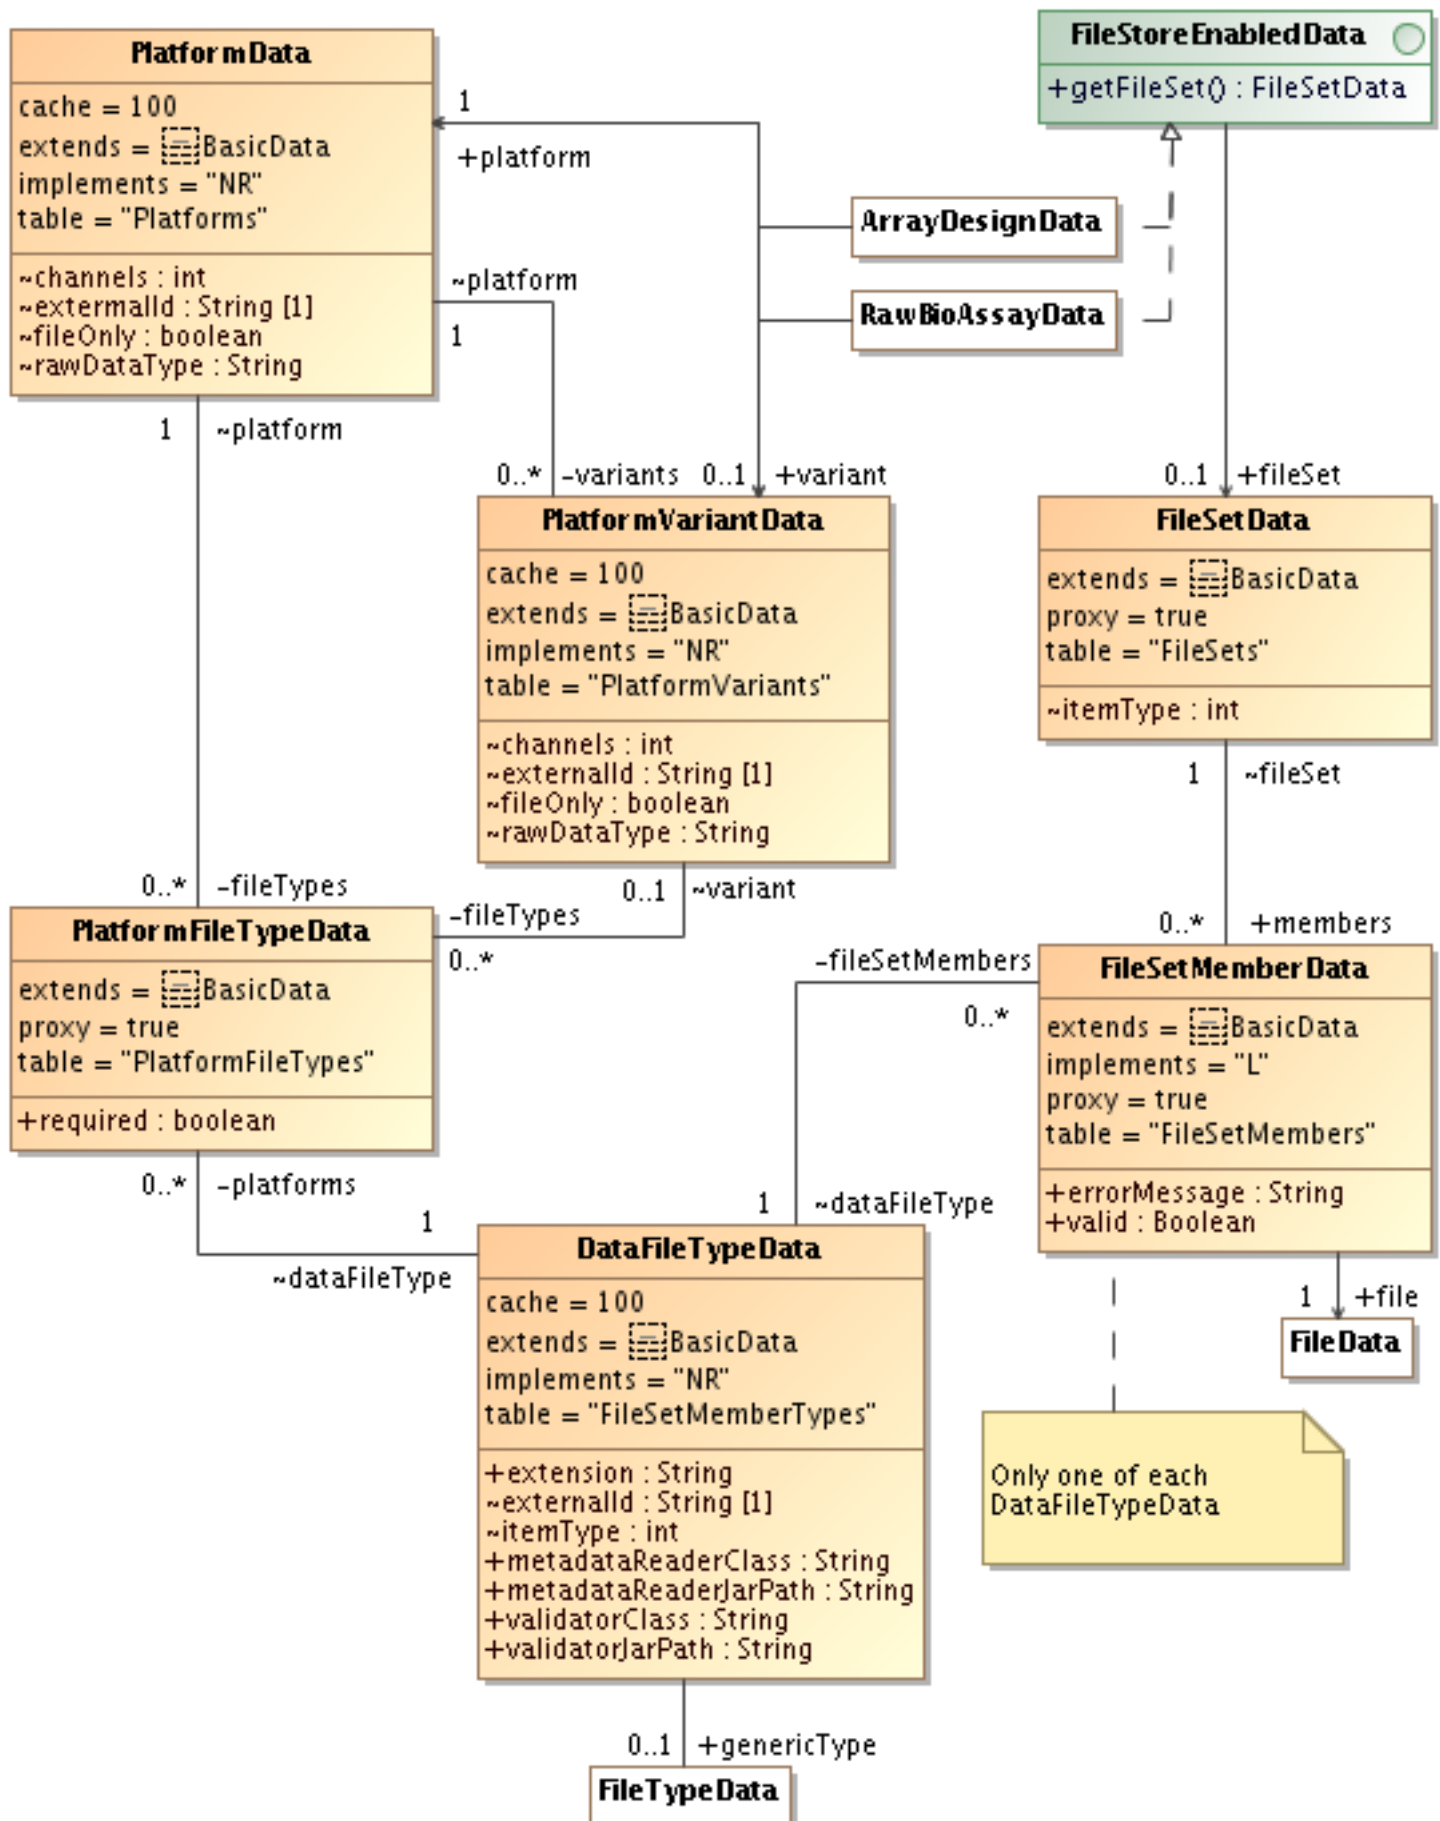 PlatformData
cache = 100
extends = BasicData
implements = "NR"
table = "Platforms"
~channels : int
~extermalId : String [1]
~fileOnly : boolean
~rawDataType : String
1
+platform
~platform
1
FileStoreEnabledData
+getFileSet() : FileSetData
ArrayDesignData
RawBioAssayData
1 ~platform
0..* -variants
0..1 +variant
0..1 +fileSet
PlatformVariantData
cache = 100
extends = BasicData
implements = "NR"
table = "PlatformVariants"
~channels : int
~externalId : String [1]
~fileOnly : boolean
~rawDataType : String
FileSetData
extends = BasicData
proxy = true
table = "FileSets"
~itemType : int
1 ~fileSet
0..* -fileTypes
0..1 ~variant
-fileTypes
0..*
0..* +members
PlatformFileTypeData
extends = BasicData
proxy = true
table = "PlatformFileTypes"
+required : boolean
-fileSetMembers
0..*
FileSetMemberData
extends = BasicData
implements = "L"
proxy = true
table = "FileSetMembers"
+errorMessage : String
+valid : Boolean
0..* -platforms
1
~dataFileType
1 ~dataFileType
DataFileTypeData
cache = 100
extends = BasicData
implements = "NR"
table = "FileSetMemberTypes"
+extension : String
~externalId : String [1]
~itemType : int
+metadataReaderClass : String
+metadataReaderJarPath : String
+validatorClass : String
+validatorJarPath : String
1 +file
FileData
Only one of each
DataFileTypeData
0..1 +genericType
FileTypeData